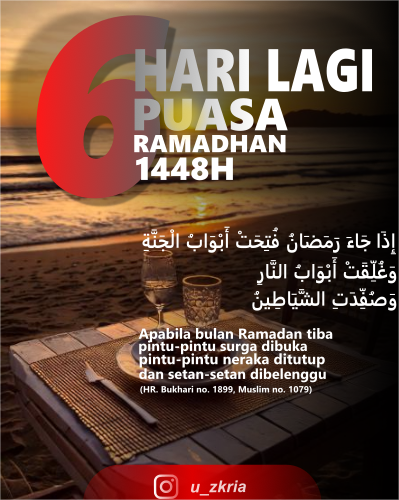 6 HARI LAGI
PUASA
RAMADHAN
1448H
إِذَا جَاءَ رَمَضَانُ فُتِحَتْ أَبْوَابُ الْجَنَّةِ
وَغُلِّقَتْ أَبْوَابُ النَّارِ
وَصُفِّدَتِ الشَّيَاطِينُ
Apabila bulan Ramadan tiba
pintu-pintu surga dibuka
pintu-pintu neraka ditutup
dan setan-setan dibelenggu
(HR. Bukhari no. 1899, Muslim no. 1079)
u_zkria